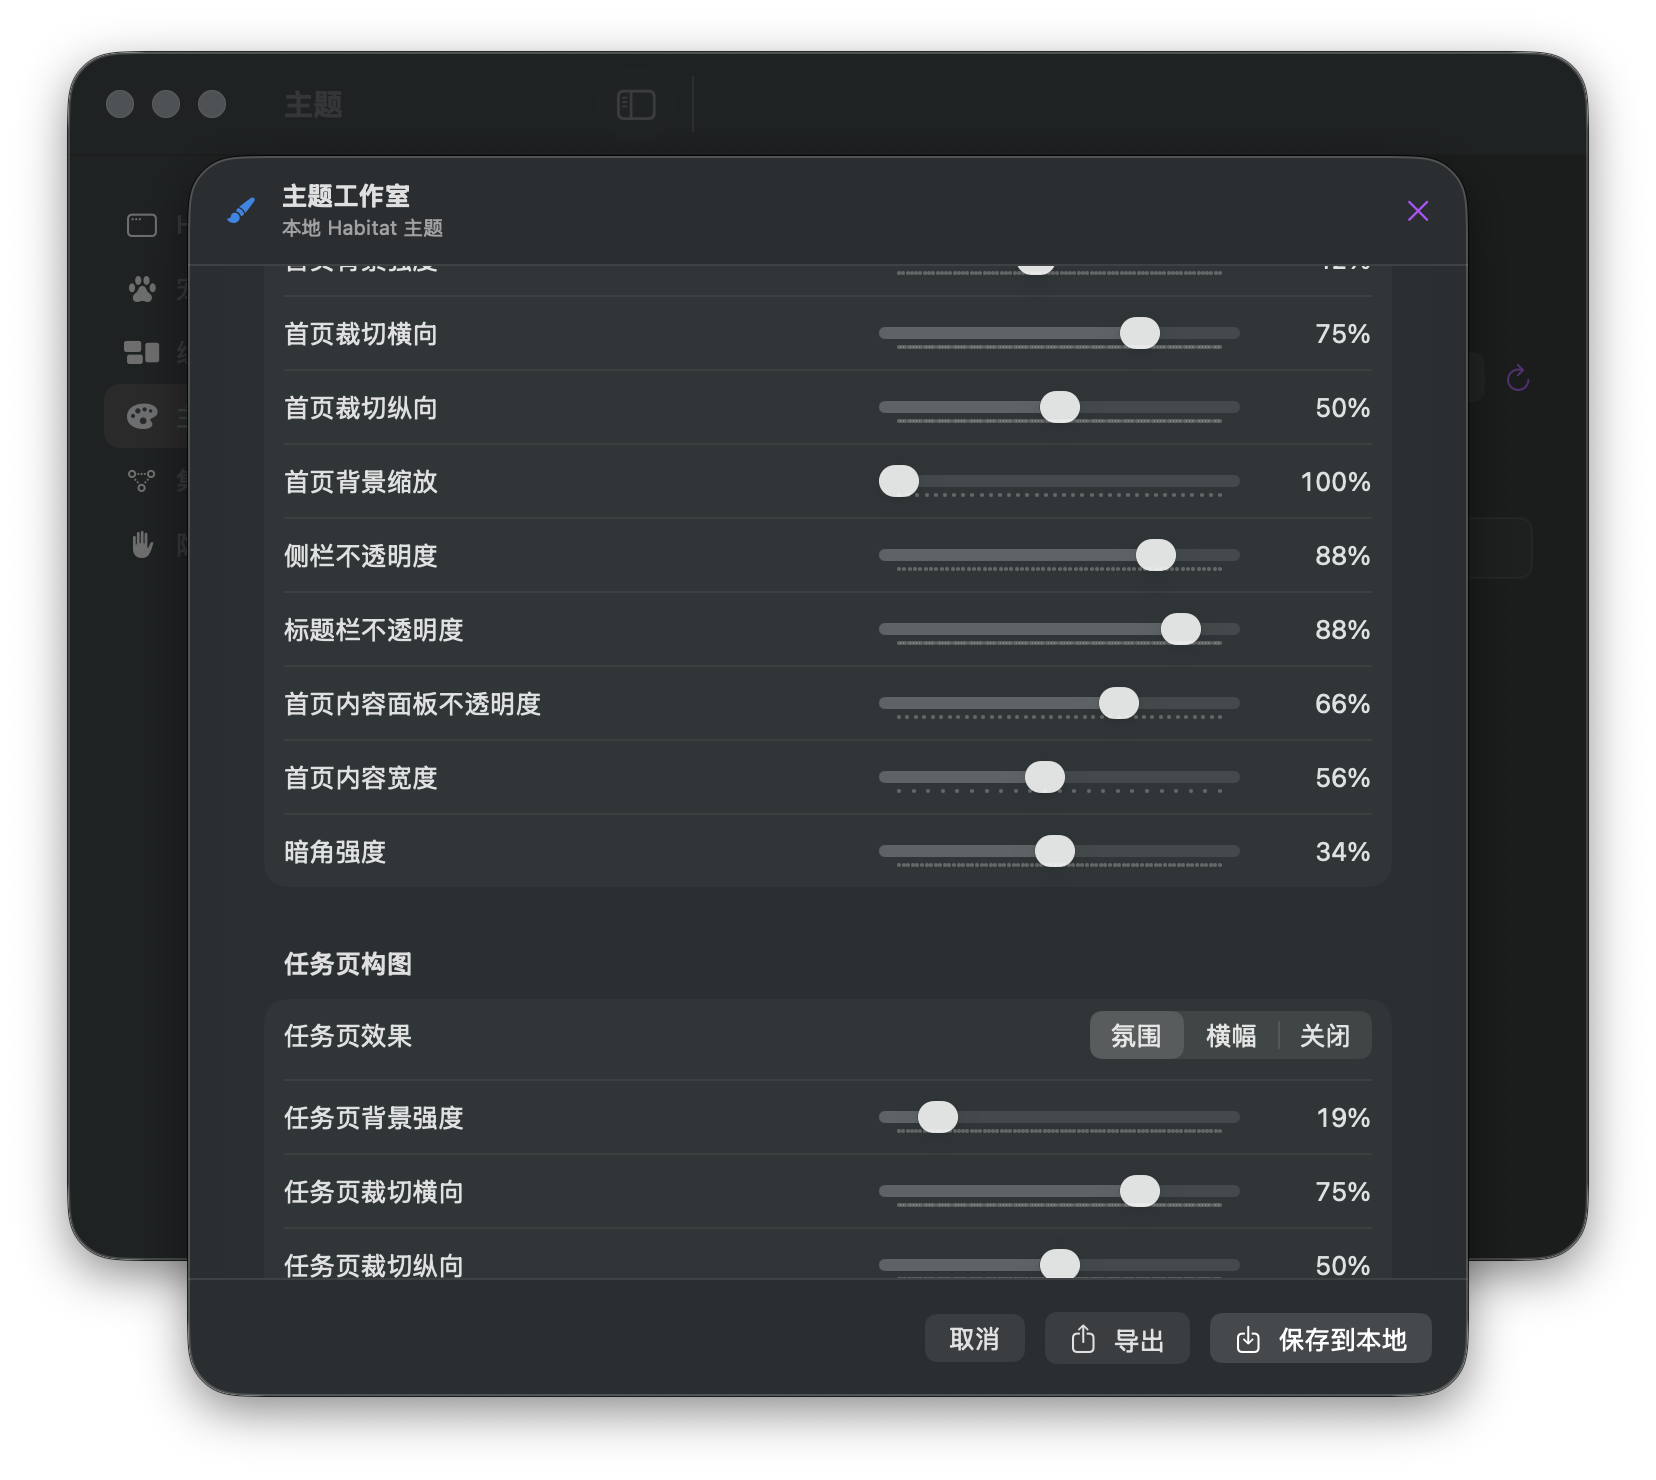 主题
主题工作室
本地 Habitat 主题
首页背景强度
首页裁切横向
75%
首页裁切纵向
50%
首页背景缩放
100%
侧栏不透明度
88%
标题栏不透明度
88%
首页内容面板不透明度
66%
首页内容宽度
56%
暗角强度
34%
任务页构图
任务页效果
氛围 横幅 关闭
任务页背景强度
19%
任务页裁切横向
75%
任务页裁切纵向
50%
取消
导出
保存到本地